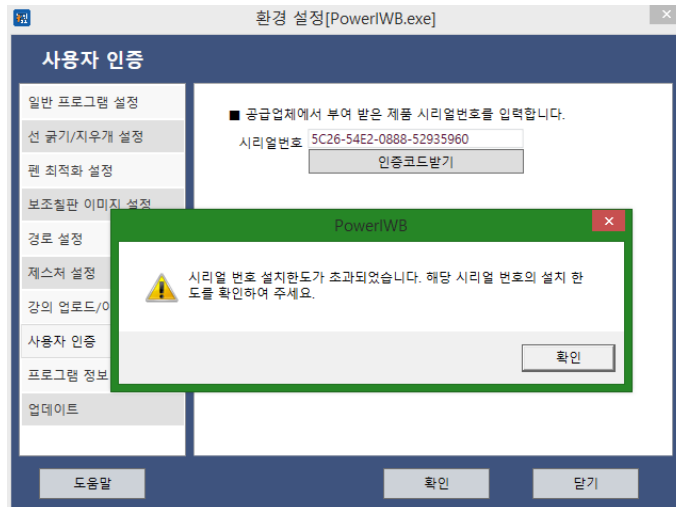 환경 설정[PowerIWB.exe]
사용자 인증
일반 프로그램 설정
선 굵기/지우개 설정
펜 최적화 설정
보조칠판 이미지 설정
경로 설정
제스처 설정
강의 업로드/이
사용자 인증
프로그램 정보
업데이트
■ 공급업체에서 부여 받은 제품 시리얼번호를 입력합니다.
시리얼번호 5C26-54E2-0888-52935960
인증코드받기
PowerIWB
시리얼 번호 설치한도가 초과되었습니다. 해당 시리얼 번호의 설치 한
도를 확인하여 주세요.
확인
도움말
확인
닫기